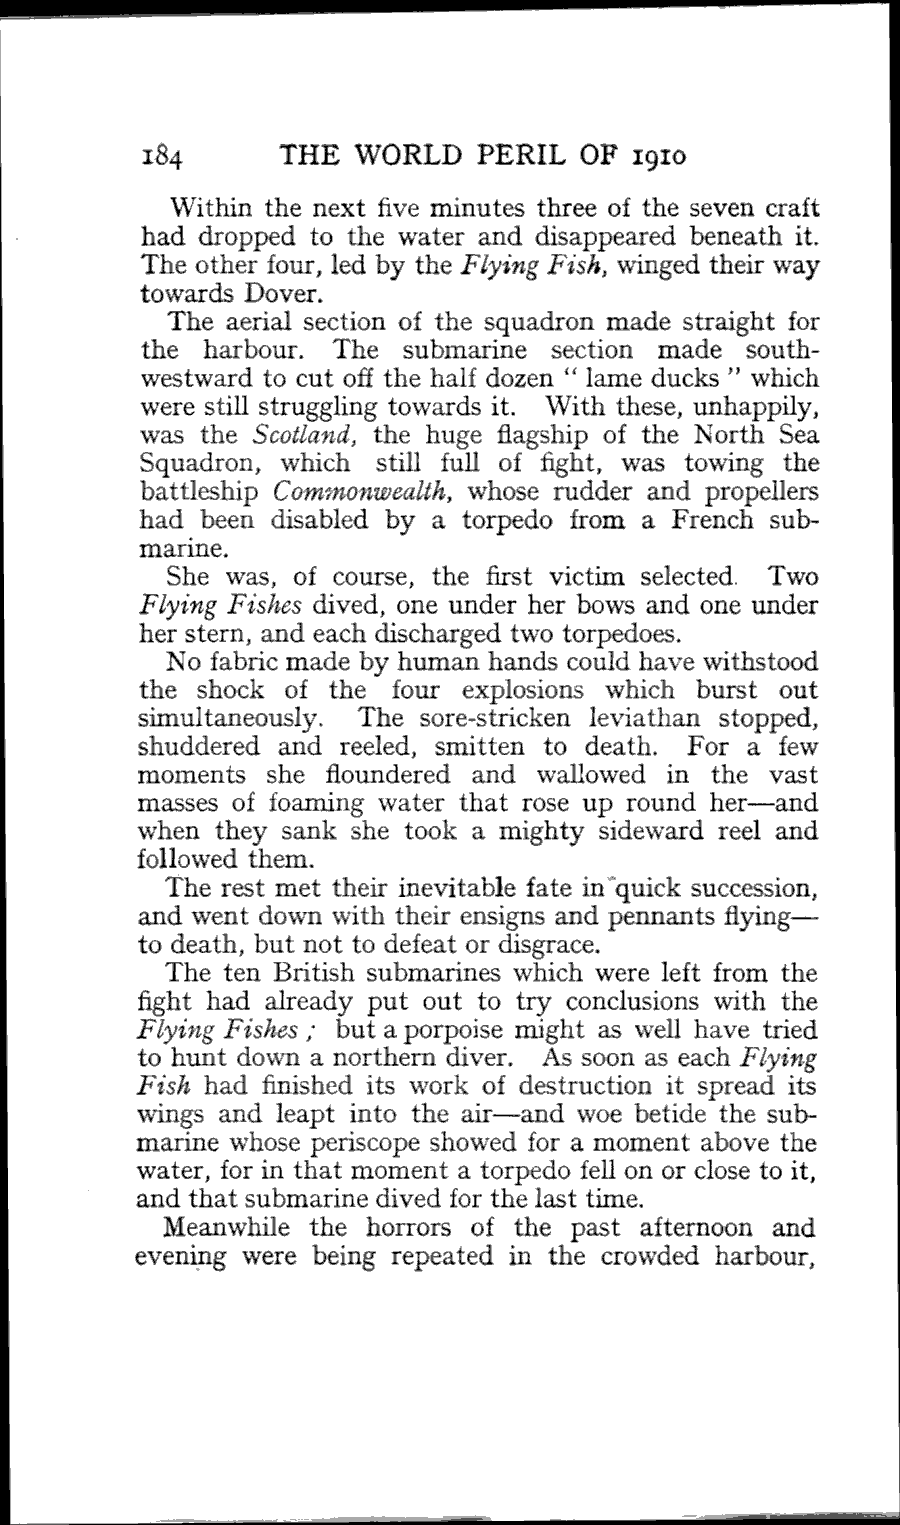 184 THE WORLD PERIL OF 1910
Within the next five minutes three of the seven craft
had dropped to the water and disappeared beneath it.
The other four, led by the Flying Fish, winged their way
towards Dover.
The aerial section of the squadron made straight for
the harbour. The submarine section made south-
westward to cut off the half dozen " lame ducks " which
were still struggling towards it. With these, unhappily,
was the Scotland, the huge flagship of the North Sea
Squadron, which still full of fight, was towing the
battleship Commonwealth, whose rudder and propellers
had been disabled by a torpedo from a French sub-
marine.
She was, of course, the first victim selected. Two
Flying Fishes dived, one under her bows and one under
her stern, and each discharged two torpedoes.
No fabric made by human hands could have withstood
the shock of the four explosions which burst out
simultaneously. The sore-stricken leviathan stopped,
shuddered and reeled, smitten to death. For a few
moments she floundered and wallowed in the vast
masses of foaming water that rose up round her—and
when they sank she took a mighty sideward reel and
followed them.
The rest met their inevitable fate in quick succession,
and went down with their ensigns and pennants flying—
to death, but not to defeat or disgrace.
The ten British submarines which were left from the
fight had already put out to try conclusions with the
Flying Fishes ; but a porpoise might as well have tried
to hunt down a northern diver. As soon as each Flying
Fish had finished its work of destruction it spread its
wings and leapt into the air—and woe betide the sub-
marine whose periscope showed for a moment above the
water, for in that moment a torpedo fell on or close to it,
and that submarine dived for the last time.
Meanwhile the horrors of the past afternoon and
evening were being repeated in the crowded harbour,